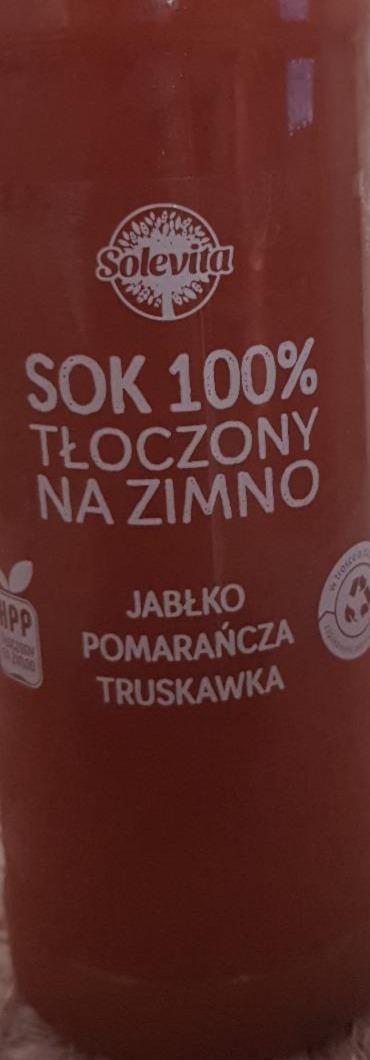 Solevita
SOK 100%
TŁOCZONY
NA ZIMNO
JABŁKO
POMARAŃCZA
TRUSKAWKA
HPP